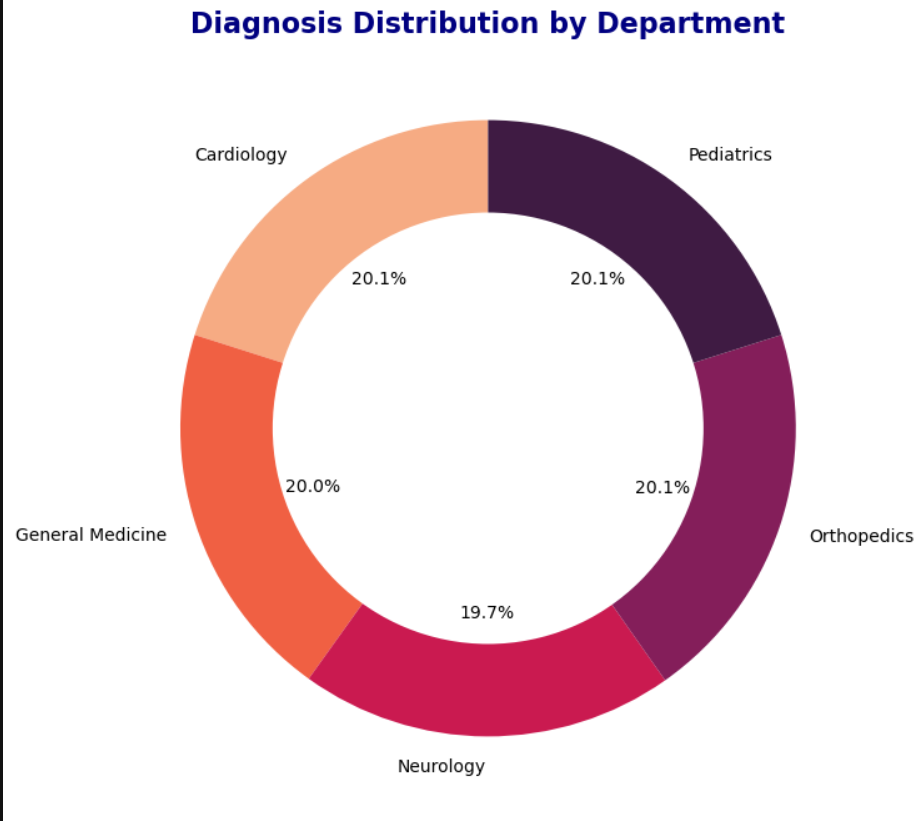 Diagnosis Distribution by Department
Cardiology
Pediatrics
20.1%
20.1%
20.0%
20.1%
General Medicine
Orthopedics
19.7%
Neurology